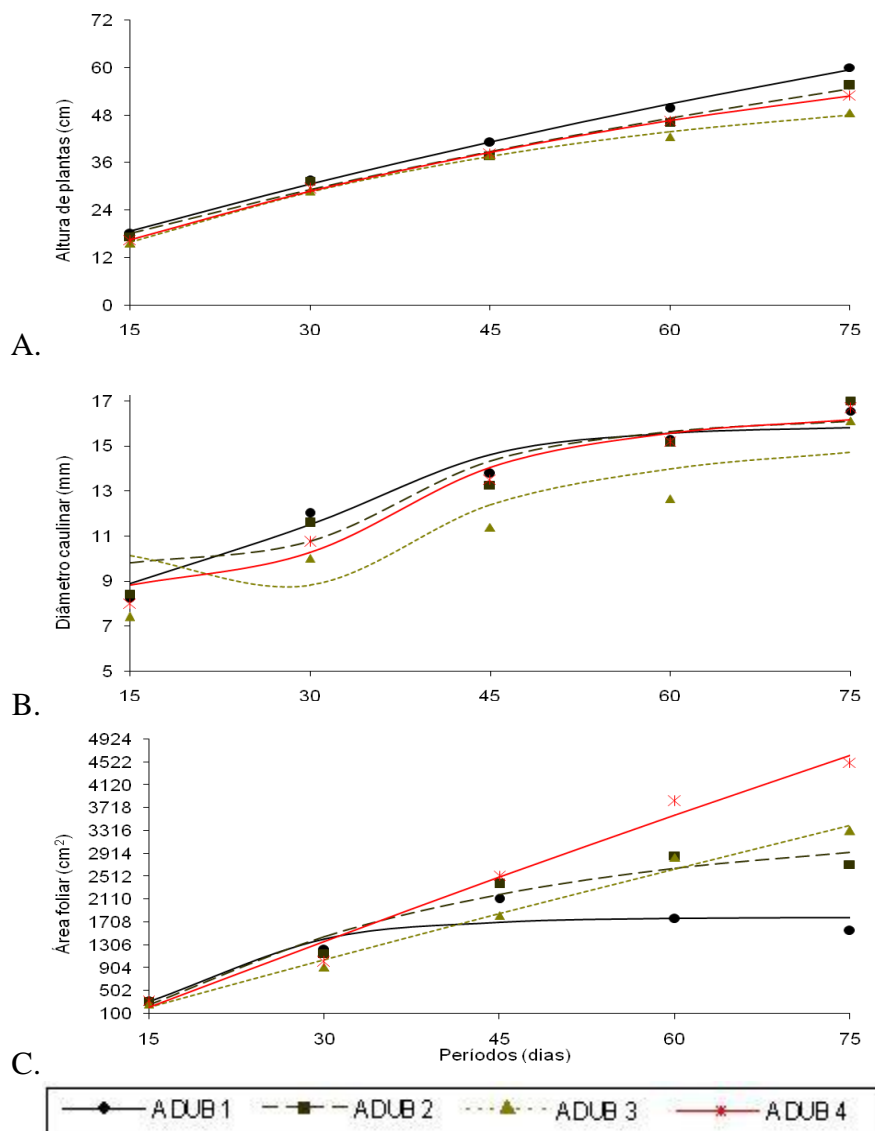 72
60
48
36
24
12
0
Altura de plantas (cm)
15 30 45 60 75
A.
17
15
13
11
9
7
5
Diâmetro caulinar (mm)
15 30 45 60 75
B.
4924
4522
4120
3718
3316
2914
2512
2110
1708
1306
904
502
100
Área foliar (cm²)
15 30 45 60 75
Períodos (dias)
C.
ADUB 1 ADUB 2 ADUB 3 ADUB 4